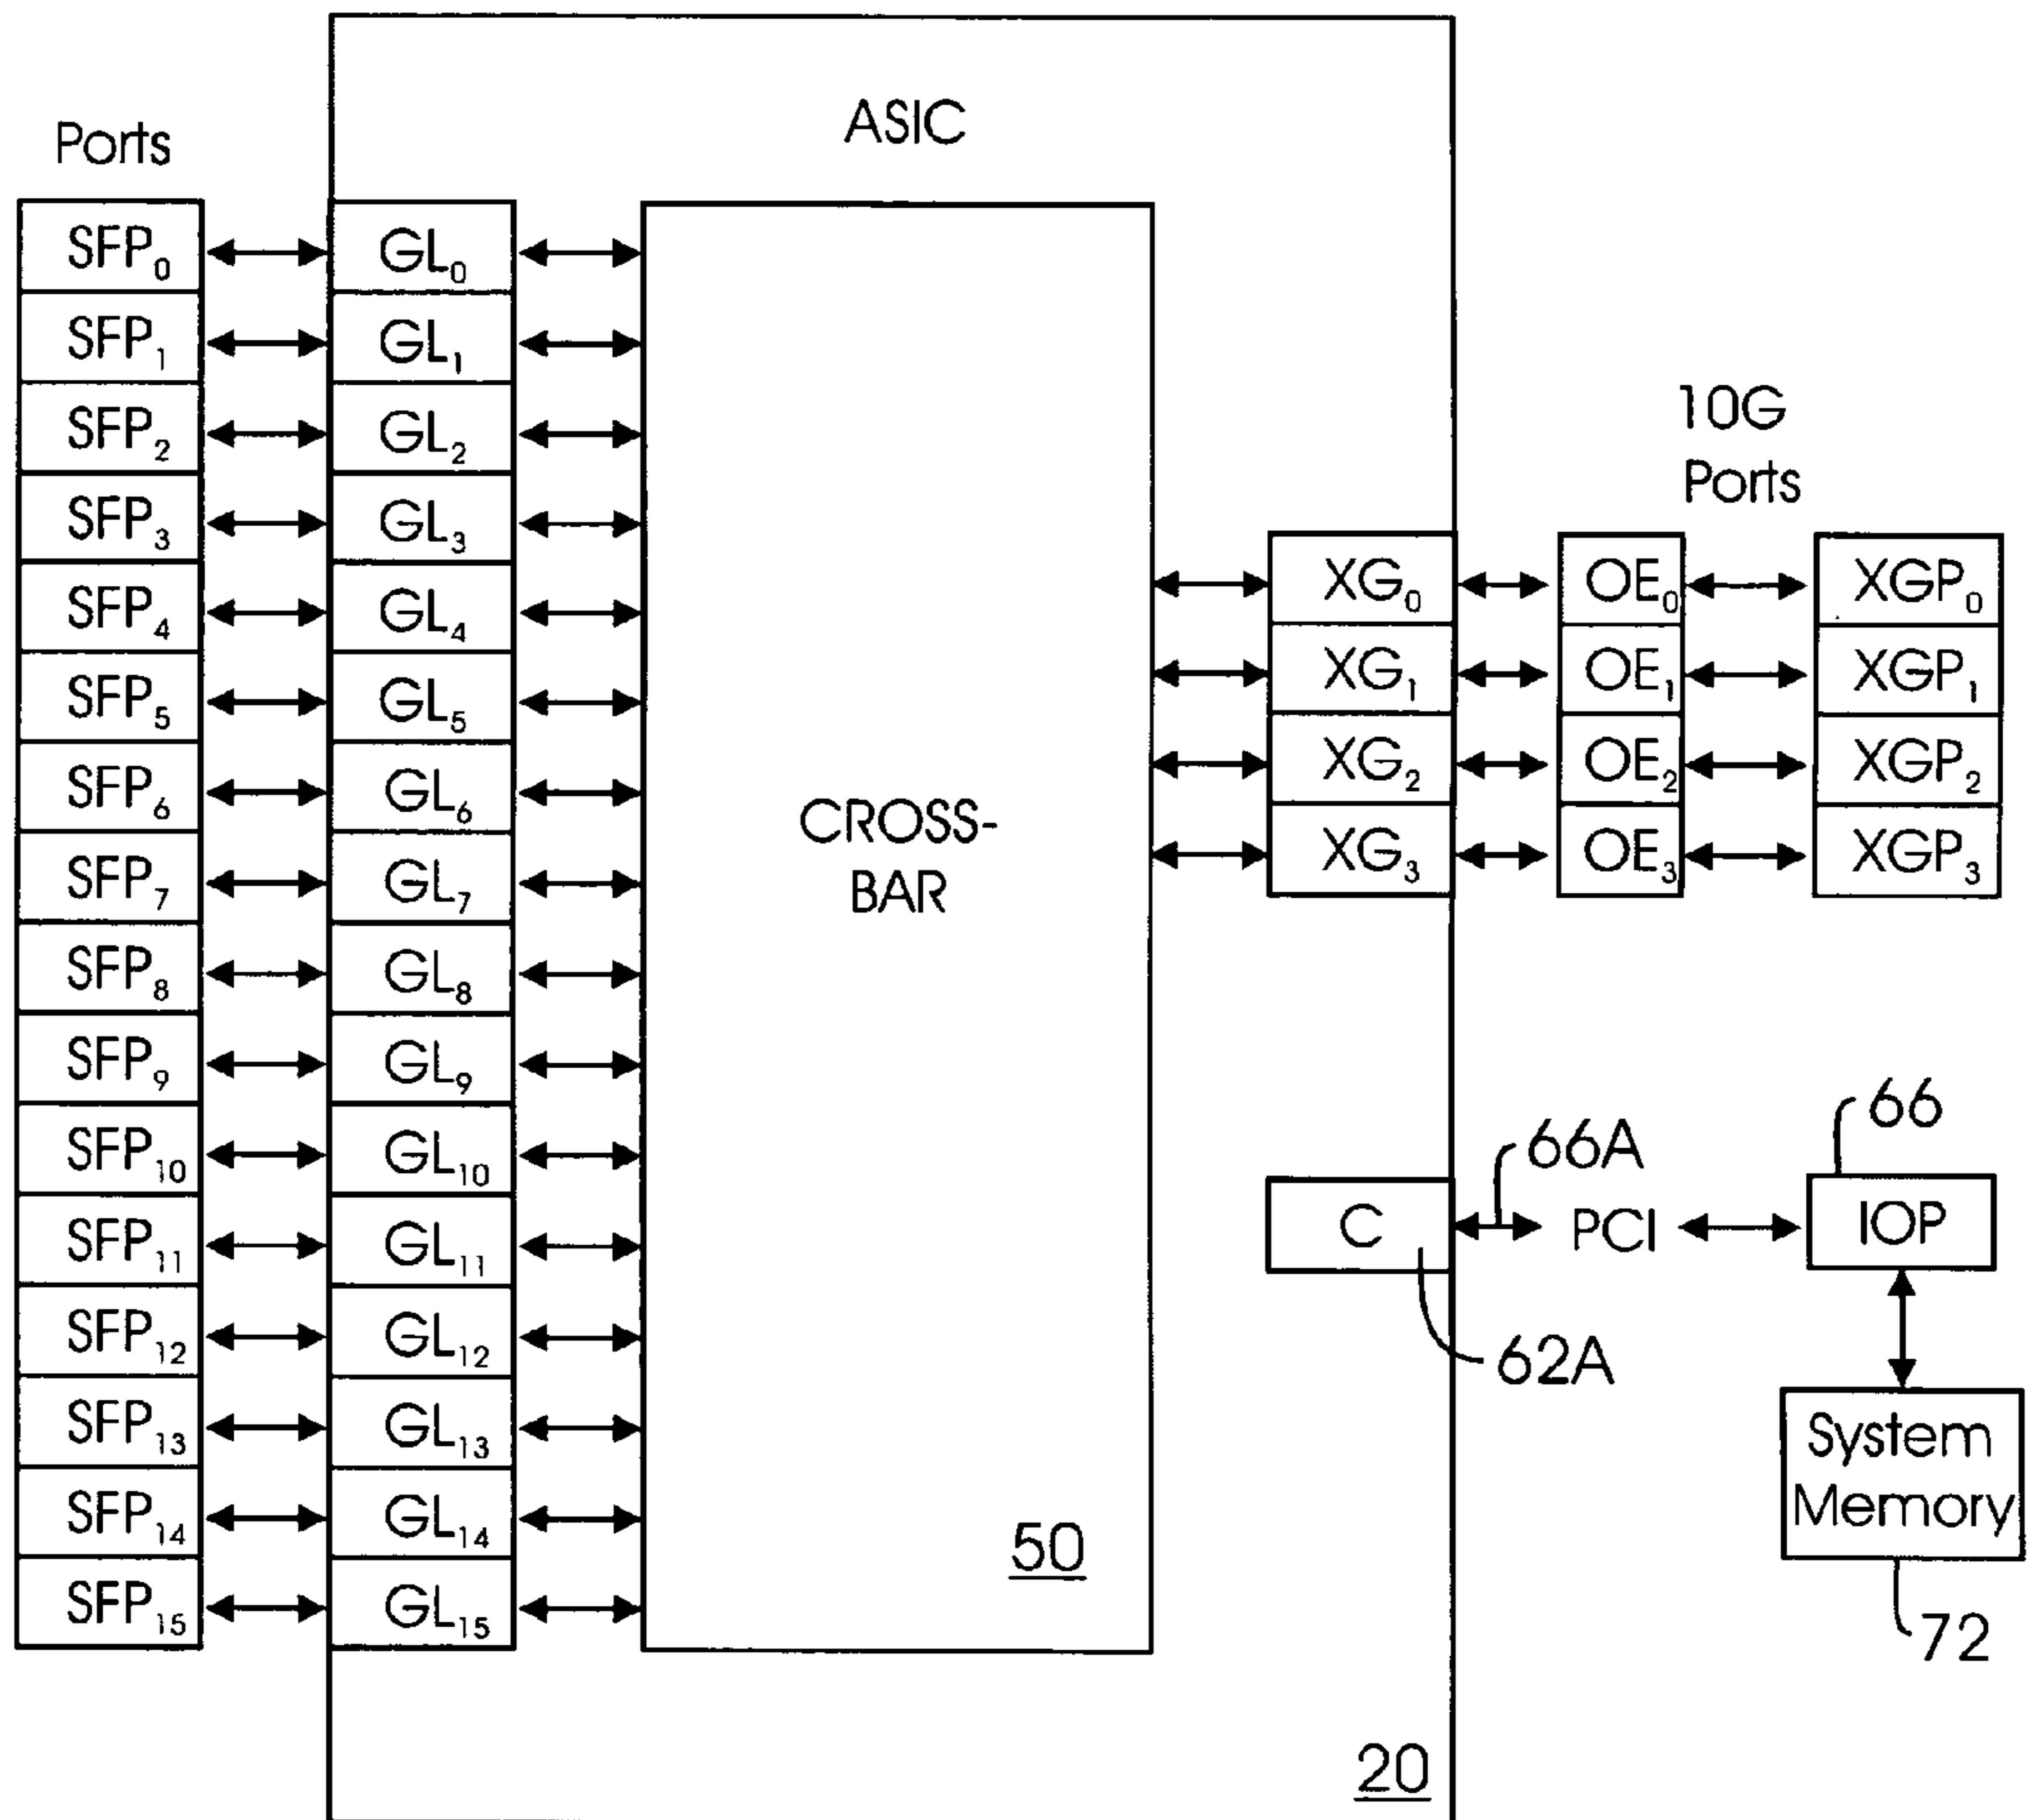 ASIC
Ports
SFP₀ GL₀
SFP₁ GL₁
SFP₂ GL₂
SFP₃ GL₃
SFP₄ GL₄
SFP₅ GL₅
SFP₆ GL₆
SFP₇ GL₇
SFP₈ GL₈
SFP₉ GL₉
SFP₁₀ GL₁₀
SFP₁₁ GL₁₁
SFP₁₂ GL₁₂
SFP₁₃ GL₁₃
SFP₁₄ GL₁₄
SFP₁₅ GL₁₅
CROSS-
BAR
50
10G
Ports
XG₀ OE₀ XGP₀
XG₁ OE₁ XGP₁
XG₂ OE₂ XGP₂
XG₃ OE₃ XGP₃
66
66A
C PCI IOP
62A
System
Memory
72
20